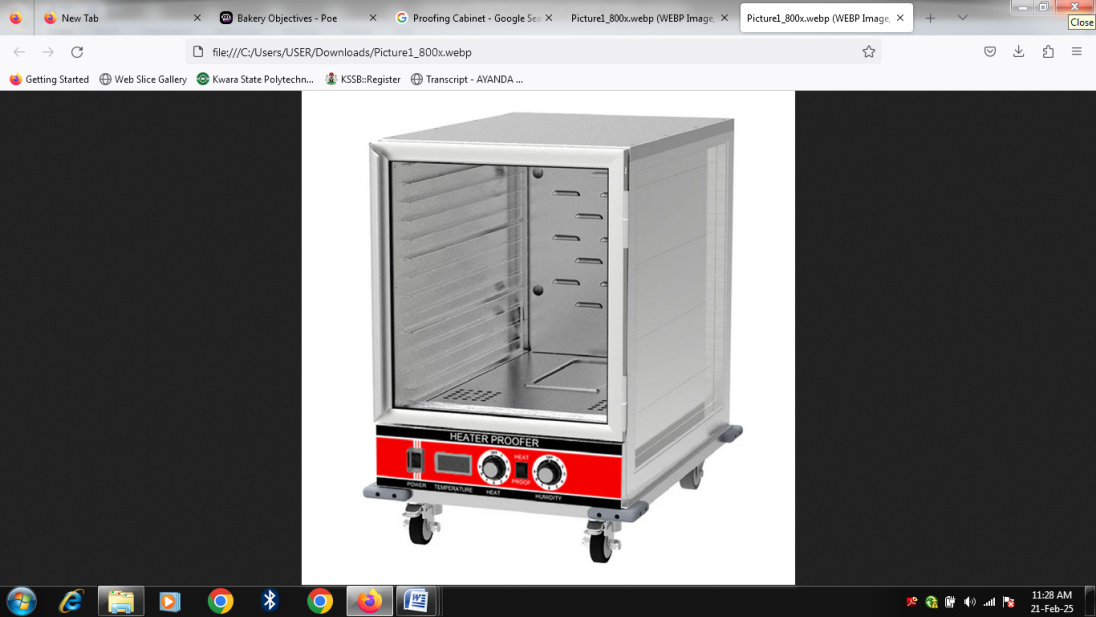 New Tab
Bakery Objectives - Poe
Proofing Cabinet - Google Sea
Picture1_800x.webp (WEBP Image,
Picture1_800x.webp (WEBP Image,
Close
file:///C:/Users/USER/Downloads/Picture1_800x.webp
Getting Started
Web Slice Gallery
Kwara State Polytechn...
KSSB::Register
Transcript - AYANDA ...
HEATER PROOFER
HEAT
PROOF
POWER
TEMPERATURE
HEAT
HUMIDITY
11:28 AM
21-Feb-25